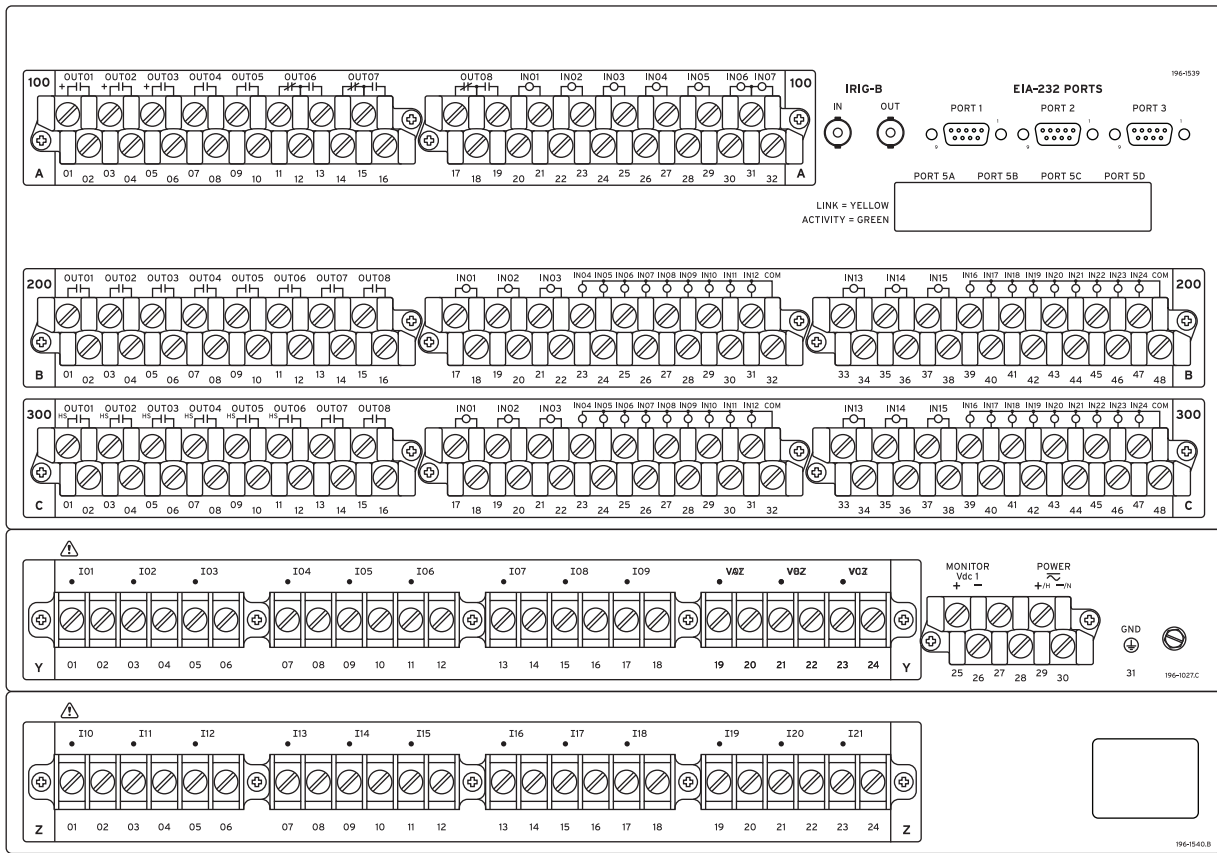 100 OUT01 OUT02 OUT03 OUT04 OUT05 OUT06 OUT07 OUT08 IN01 IN02 IN03 IN04 IN05 IN06 IN07 100
+ + +
A 01 02 03 04 05 06 07 08 09 10 11 12 13 14 15 16 17 18 19 20 21 22 23 24 25 26 27 28 29 30 31 32 A
196-1539
IRIG-B EIA-232 PORTS
IN OUT PORT 1 PORT 2 PORT 3
1 1 1
9 9 9
PORT 5A PORT 5B PORT 5C PORT 5D
LINK = YELLOW
ACTIVITY = GREEN
200 OUT01 OUT02 OUT03 OUT04 OUT05 OUT06 OUT07 OUT08 IN01 IN02 IN03 IN04 IN05 IN06 IN07 IN08 IN09 IN10 IN11 IN12 COM IN13 IN14 IN15 IN16 IN17 IN18 IN19 IN20 IN21 IN22 IN23 IN24 COM 200
B 01 02 03 04 05 06 07 08 09 10 11 12 13 14 15 16 17 18 19 20 21 22 23 24 25 26 27 28 29 30 31 32 33 34 35 36 37 38 39 40 41 42 43 44 45 46 47 48 B
300 OUT01 OUT02 OUT03 OUT04 OUT05 OUT06 OUT07 OUT08 IN01 IN02 IN03 IN04 IN05 IN06 IN07 IN08 IN09 IN10 IN11 IN12 COM IN13 IN14 IN15 IN16 IN17 IN18 IN19 IN20 IN21 IN22 IN23 IN24 COM 300
HS HS HS HS HS HS
C 01 02 03 04 05 06 07 08 09 10 11 12 13 14 15 16 17 18 19 20 21 22 23 24 25 26 27 28 29 30 31 32 33 34 35 36 37 38 39 40 41 42 43 44 45 46 47 48 C
I01 I02 I03 I04 I05 I06 I07 I08 I09
Y 01 02 03 04 05 06 07 08 09 10 11 12 13 14 15 16 17 18 19 20 21 22 23 24 Y
MONITOR POWER
Vdc 1
+ − +/H −/N
25 26 27 28 29 30
GND
31
196-1027.C
I10 I11 I12 I13 I14 I15 I16 I17 I18 I19 I20 I21
Z 01 02 03 04 05 06 07 08 09 10 11 12 13 14 15 16 17 18 19 20 21 22 23 24 Z
196-1540.B